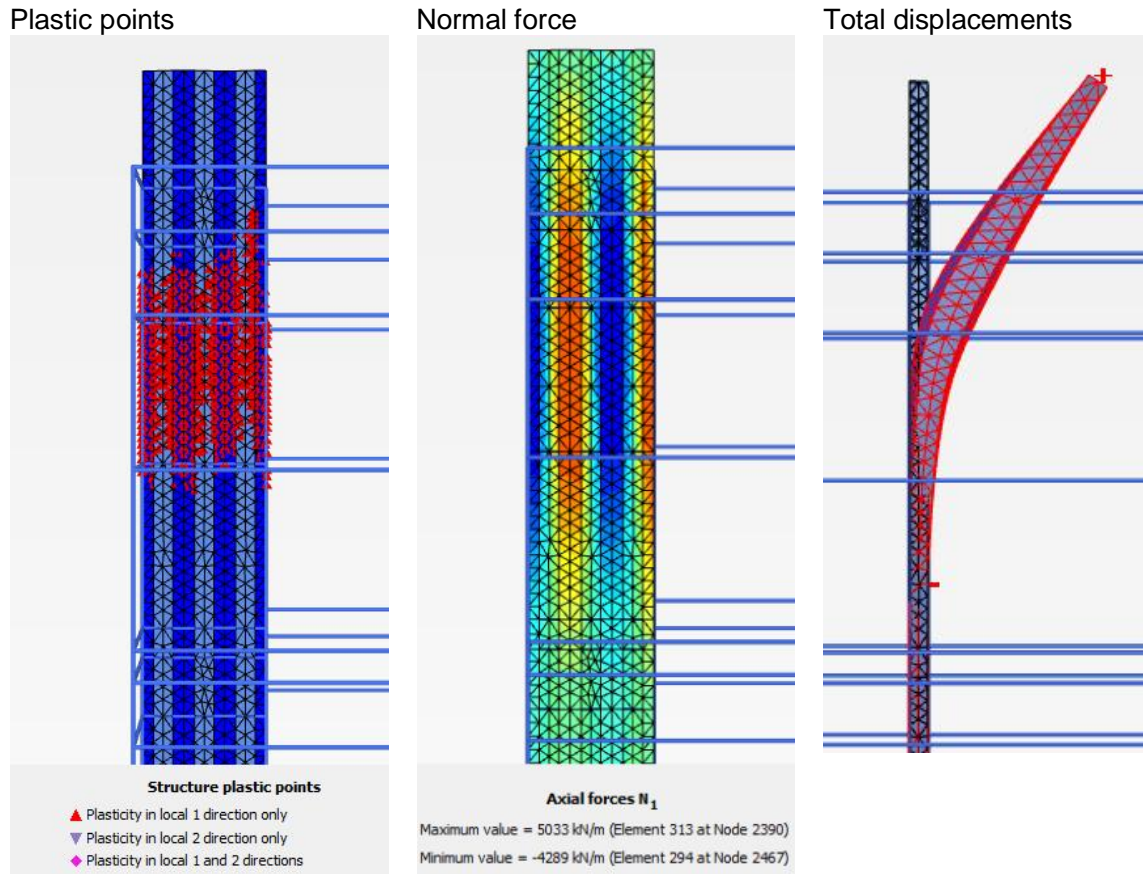 Plastic points
Normal force
Total displacements
Structure plastic points
Plasticity in local 1 direction only
Plasticity in local 2 direction only
Plasticity in local 1 and 2 directions
Axial forces N₁
Maximum value = 5033 kN/m (Element 313 at Node 2390)
Minimum value = -4289 kN/m (Element 294 at Node 2467)